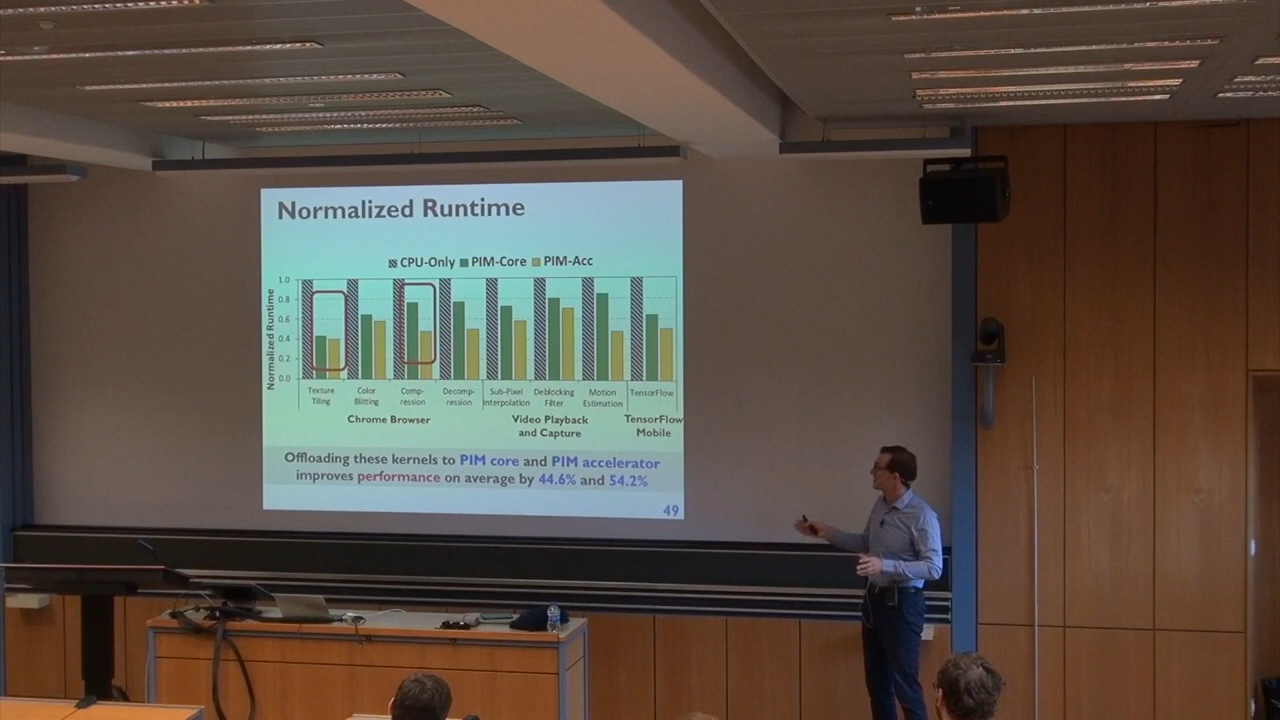 Normalized Runtime
CPU-Only PIM-Core PIM-Acc
Normalized Runtime
1.0
0.8
0.6
0.4
0.2
0.0
Texture Tiling
Color Blitting
Comp-ression
Decomp-ression
Sub-Pixel Interpolation
Deblocking Filter
Motion Estimation
TensorFlow
Chrome Browser
Video Playback and Capture
TensorFlow Mobile
Offloading these kernels to PIM core and PIM accelerator
improves performance on average by 44.6% and 54.2%
49